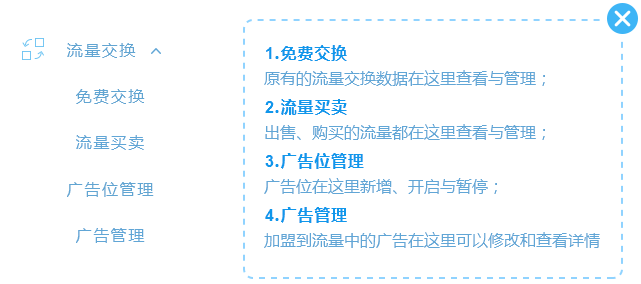 流量交换
免费交换
流量买卖
广告位管理
广告管理
1.免费交换
原有的流量交换数据在这里查看与管理；
2.流量买卖
出售、购买的流量都在这里查看与管理；
3.广告位管理
广告位在这里新增、开启与暂停；
4.广告管理
加盟到流量中的广告在这里可以修改和查看详情